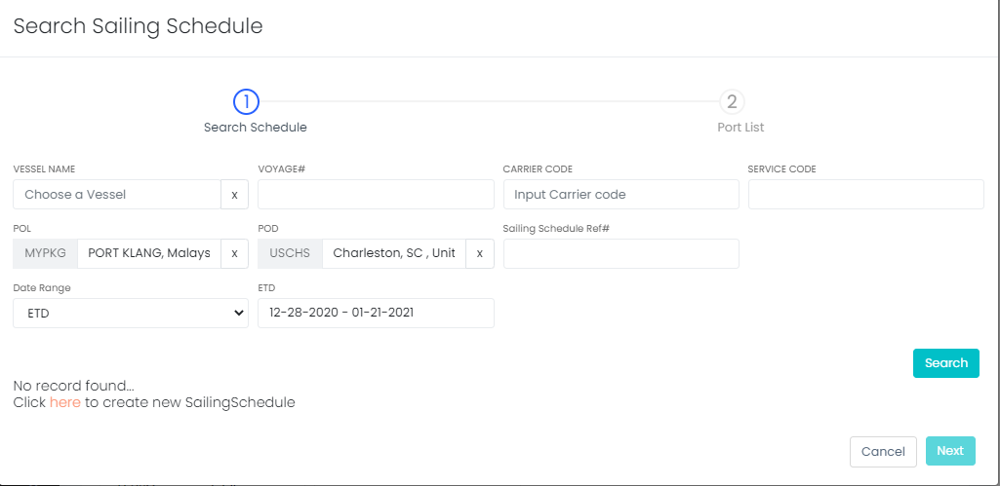 Search Sailing Schedule
1
2
Search Schedule
Port List
VESSEL NAME
VOYAGE#
CARRIER CODE
SERVICE CODE
Choose a Vessel
x
Input Carrier code
POL
POD
Sailing Schedule Ref#
MYPKG
PORT KLANG, Malays
x
USCHS
Charleston, SC , Unit
x
Date Range
ETD
ETD
12-28-2020 - 01-21-2021
Search
No record found...
Click here to create new SailingSchedule
Cancel
Next